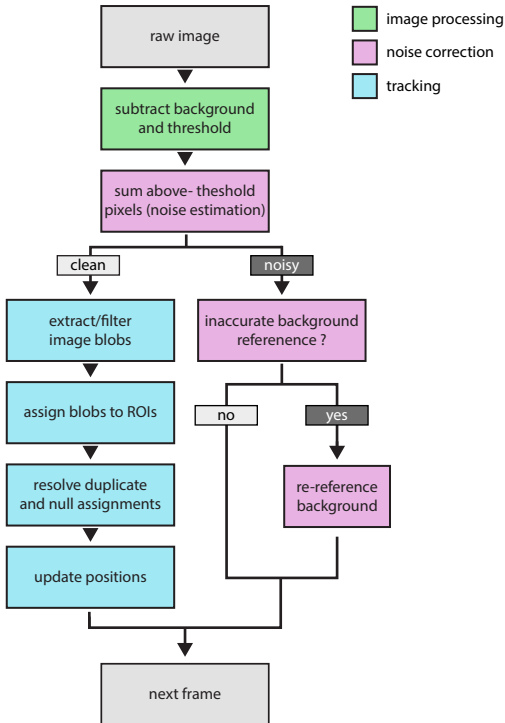 raw image
image processing
noise correction
tracking
subtract background
and threshold
sum above- theshold
pixels (noise estimation)
clean
noisy
extract/filter
image blobs
inaccurate background
referenence ?
assign blobs to ROIs
no
yes
resolve duplicate
and null assignments
re-reference
background
update positions
next frame